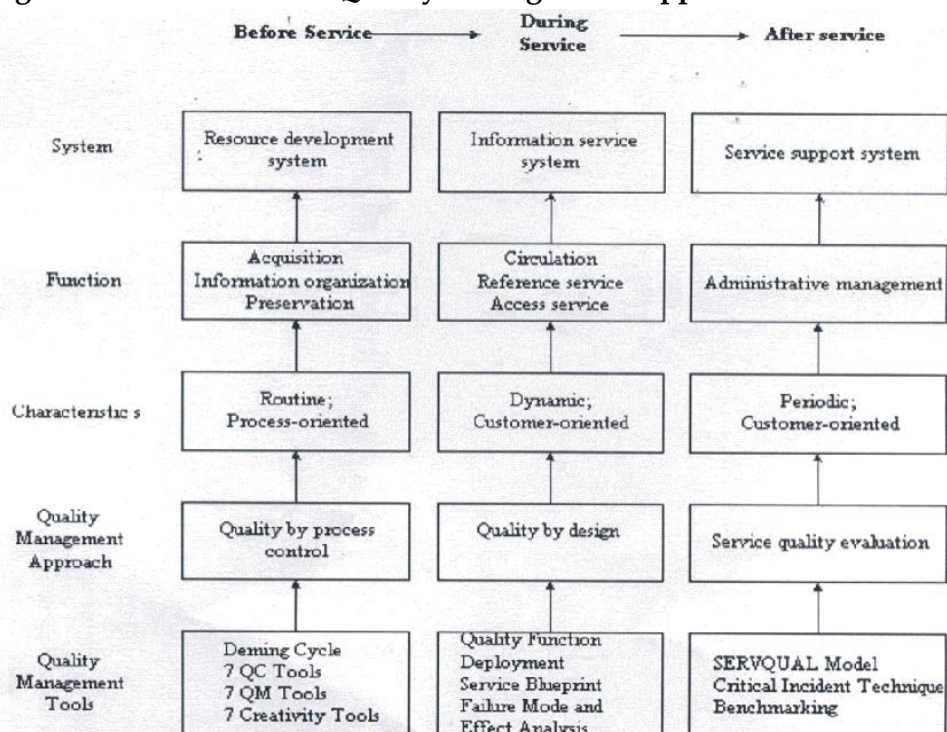 Before Service
During
Service
After service
System
Resource development
system
Information service
system
Service support system
Function
Acquisition
Information organization
Preservation
Circulation
Reference service
Access service
Administrative management
Characteristics
Routine;
Process-oriented
Dynamic;
Customer-oriented
Periodic;
Customer-oriented
Quality
Management
Approach
Quality by process
control
Quality by design
Service quality evaluation
Quality
Management
Tools
Deming Cycle
7 QC Tools
7 QM Tools
7 Creativity Tools
Quality Function
Deployment
Service Blueprint
Failure Mode and
Effect Analysis
SERVQUAL Model
Critical Incident Technique
Benchmarking